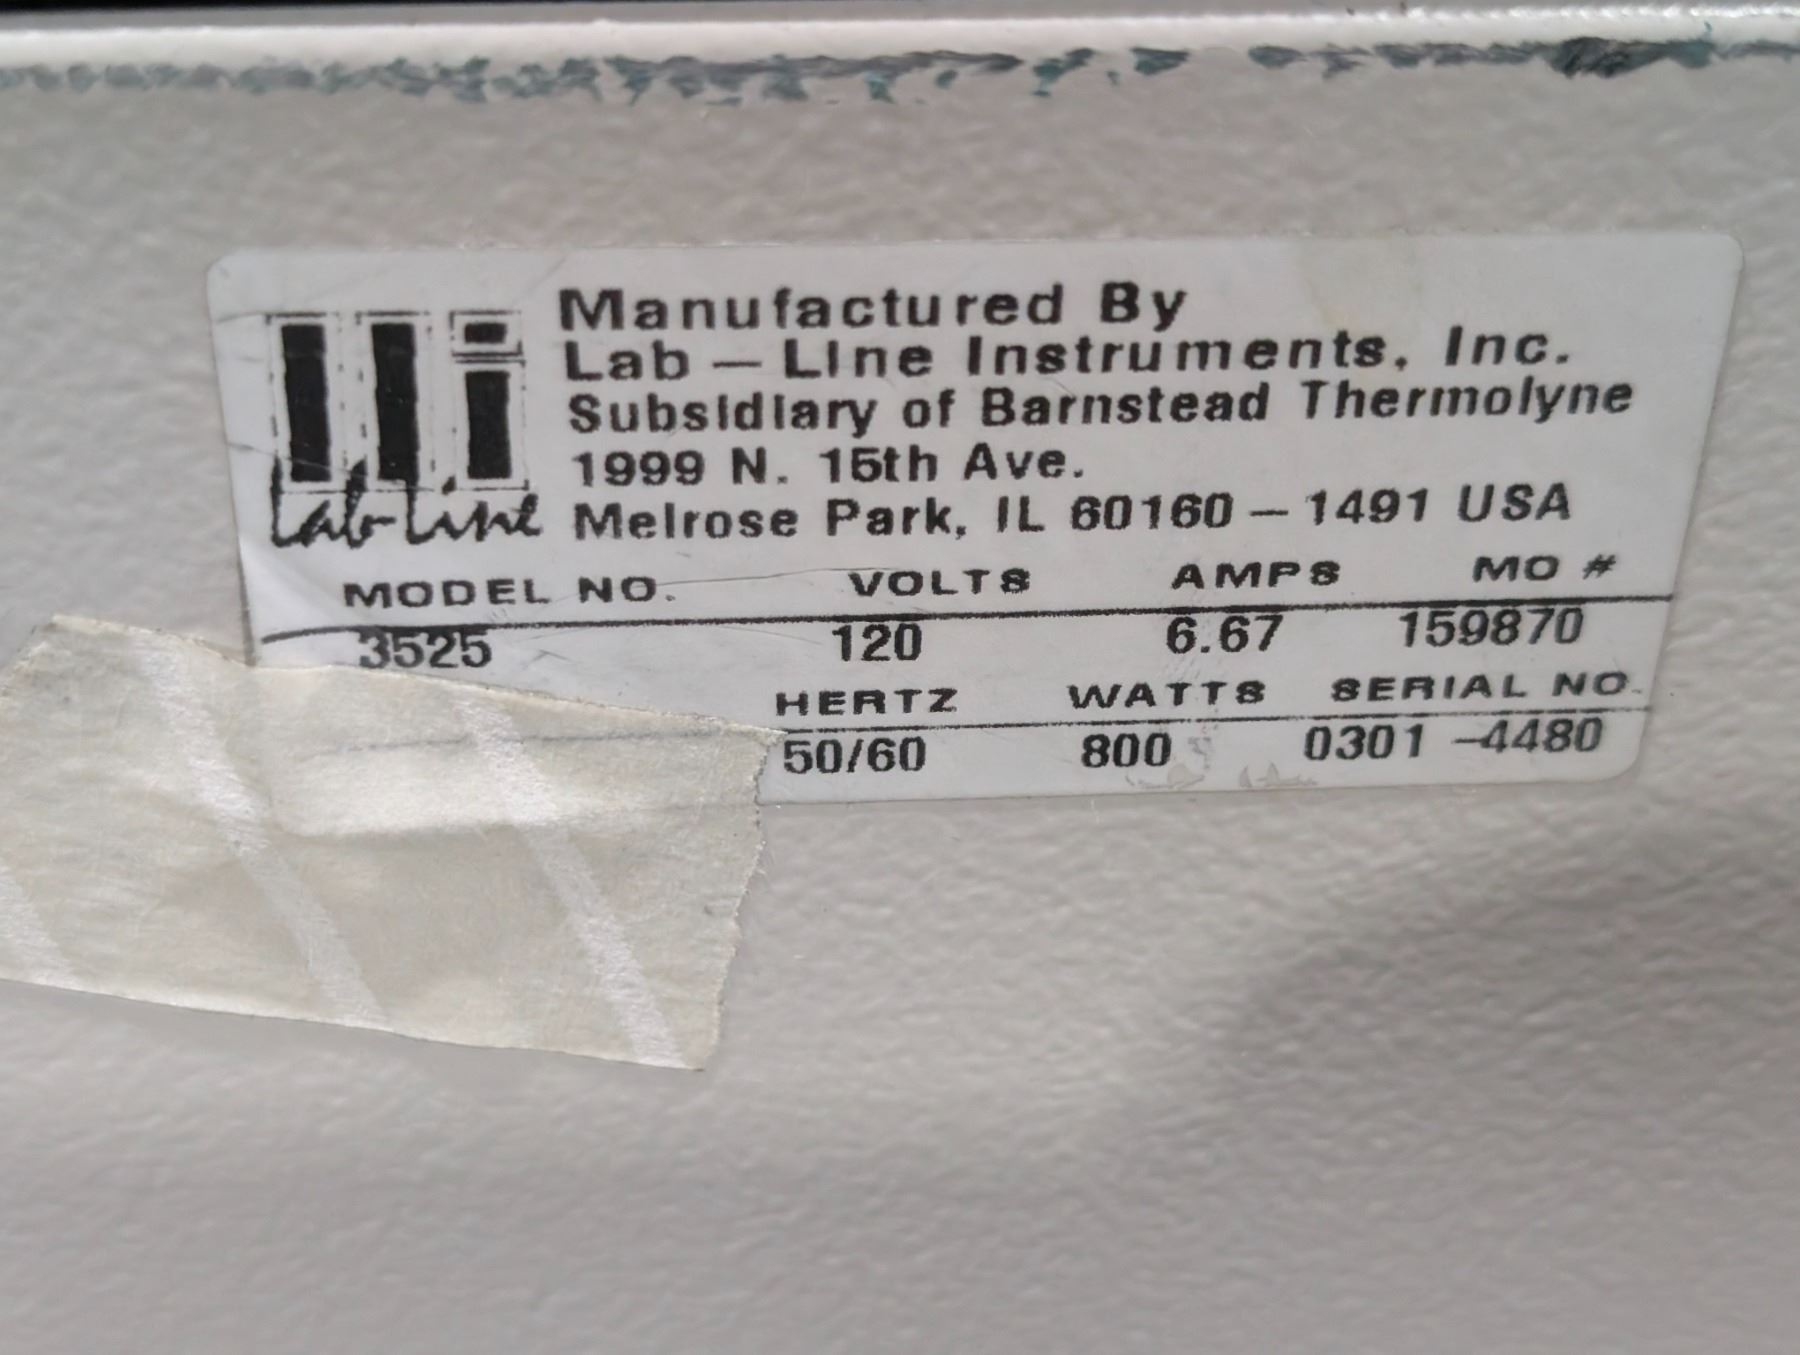 Manufactured By
Lab — Line Instruments, Inc.
Subsidiary of Barnstead Thermolyne
1999 N. 15th Ave.
Lab-Line Melrose Park, IL 60160 — 1491 USA
MODEL NO. VOLTS AMPS MO #
3525 120 6.67 159870
HERTZ WATTS SERIAL NO.
50/60 800 0301 -4480